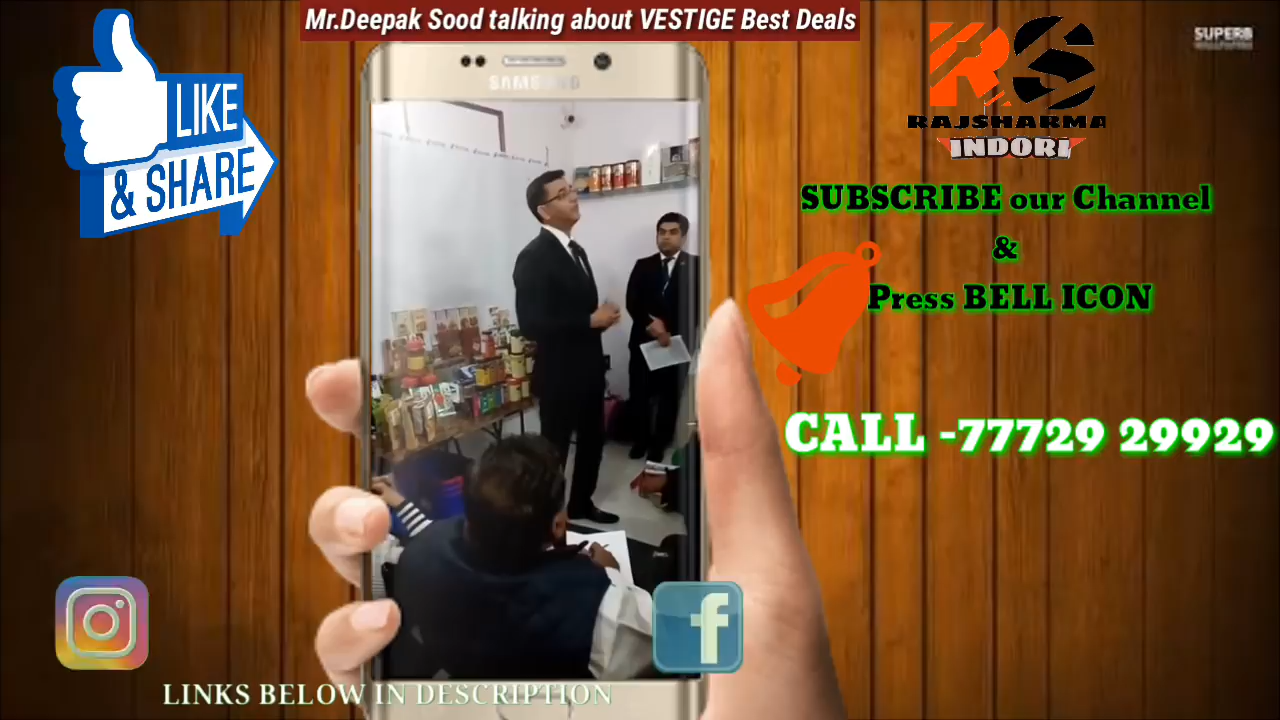 Mr.Deepak Sood talking about VESTIGE Best Deals
SUPERB
SAMSUNG
LIKE
& SHARE
RS
RAJSHARMA
INDORI
SUBSCRIBE our Channel
&
Press BELL ICON
CALL -77729 29929
f
LINKS BELOW IN DESCRIPTION